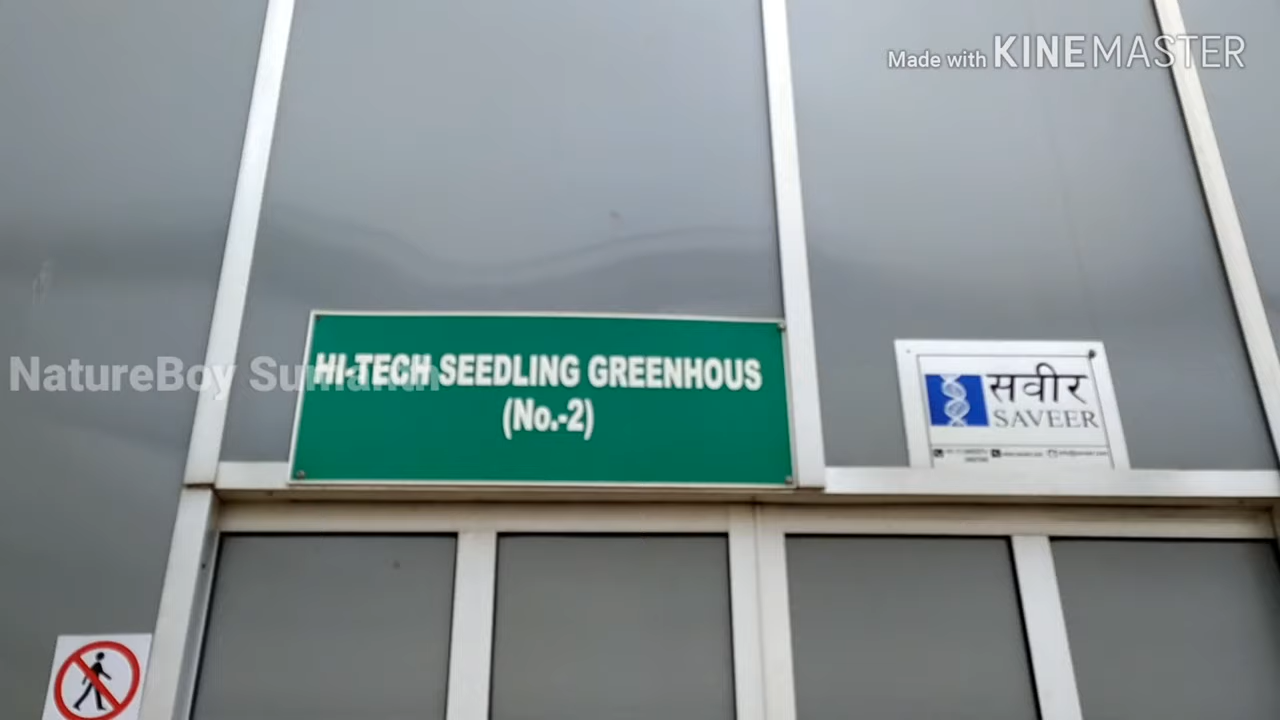 Made with KINEMASTER
HI-TECH SEEDLING GREENHOUS
(No.-2)
NatureBoy
सवीर
SAVEER